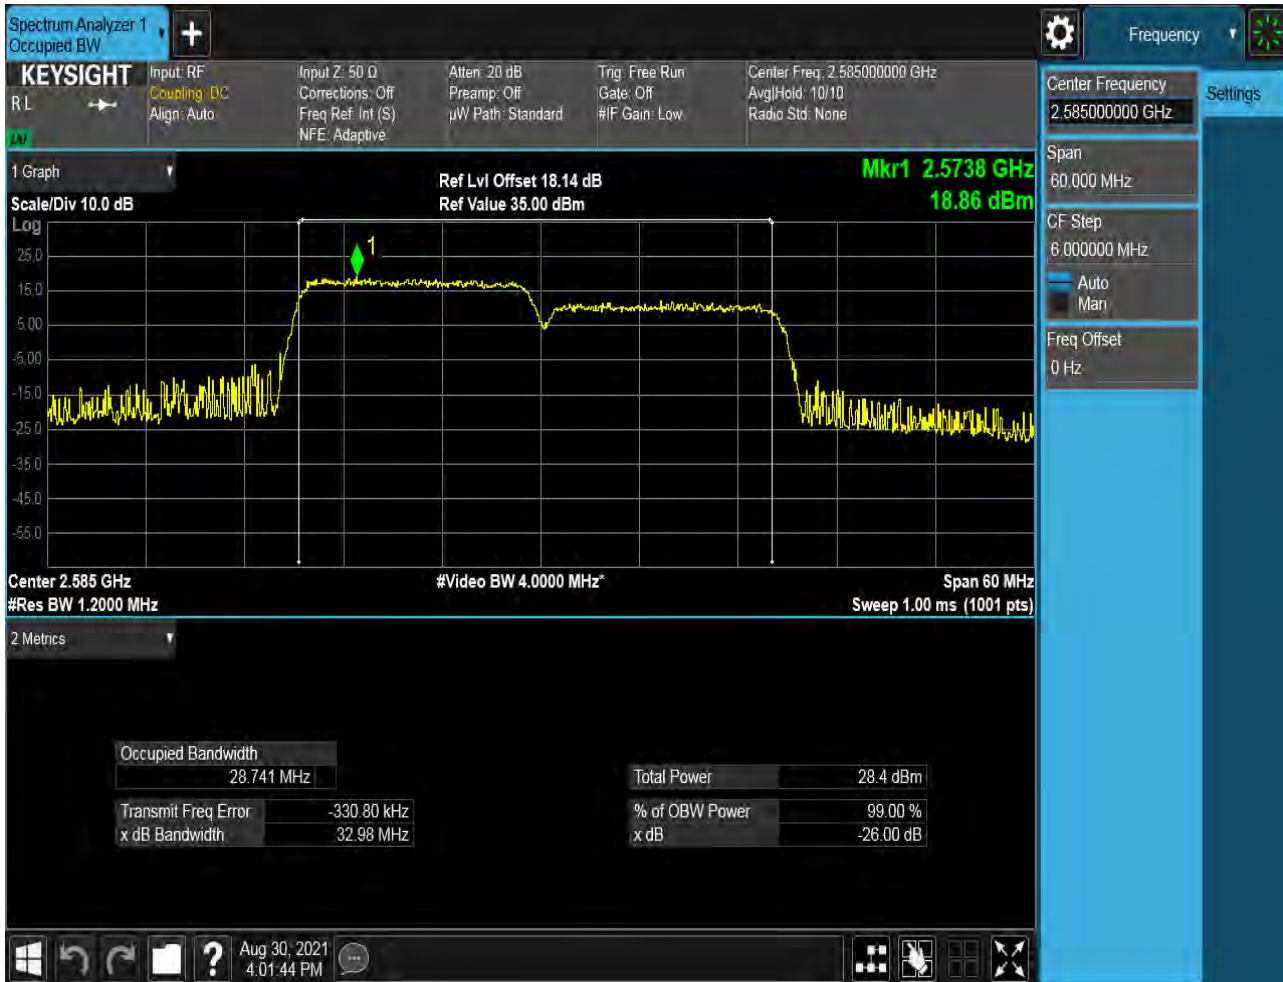 Spectrum Analyzer 1
Occupied BW
+
Frequency
KEYSIGHT
RL
Input: RF
Coupling: DC
Align: Auto
Input Z: 50 Ω
Corrections: Off
Freq Ref: Int (S)
NFE: Adaptive
Atten: 20 dB
Preamp: Off
µW Path: Standard
Trig: Free Run
Gate: Off
#IF Gain: Low
Center Freq: 2.585000000 GHz
Avg|Hold: 10/10
Radio Std: None
Center Frequency
2.585000000 GHz
Settings
Span
60.000 MHz
CF Step
6.000000 MHz
Auto
Man
Freq Offset
0 Hz
1 Graph
Scale/Div 10.0 dB
Ref Lvl Offset 18.14 dB
Ref Value 35.00 dBm
Mkr1 2.5738 GHz
18.86 dBm
Log
1
25.0
15.0
5.00
-5.00
-15.0
-25.0
-35.0
-45.0
-55.0
Center 2.585 GHz
#Video BW 4.0000 MHz*
Span 60 MHz
#Res BW 1.2000 MHz
Sweep 1.00 ms (1001 pts)
2 Metrics
Occupied Bandwidth
28.741 MHz
Total Power 28.4 dBm
Transmit Freq Error -330.80 kHz
% of OBW Power 99.00 %
x dB Bandwidth 32.98 MHz
x dB -26.00 dB
?
Aug 30, 2021
4:01:44 PM